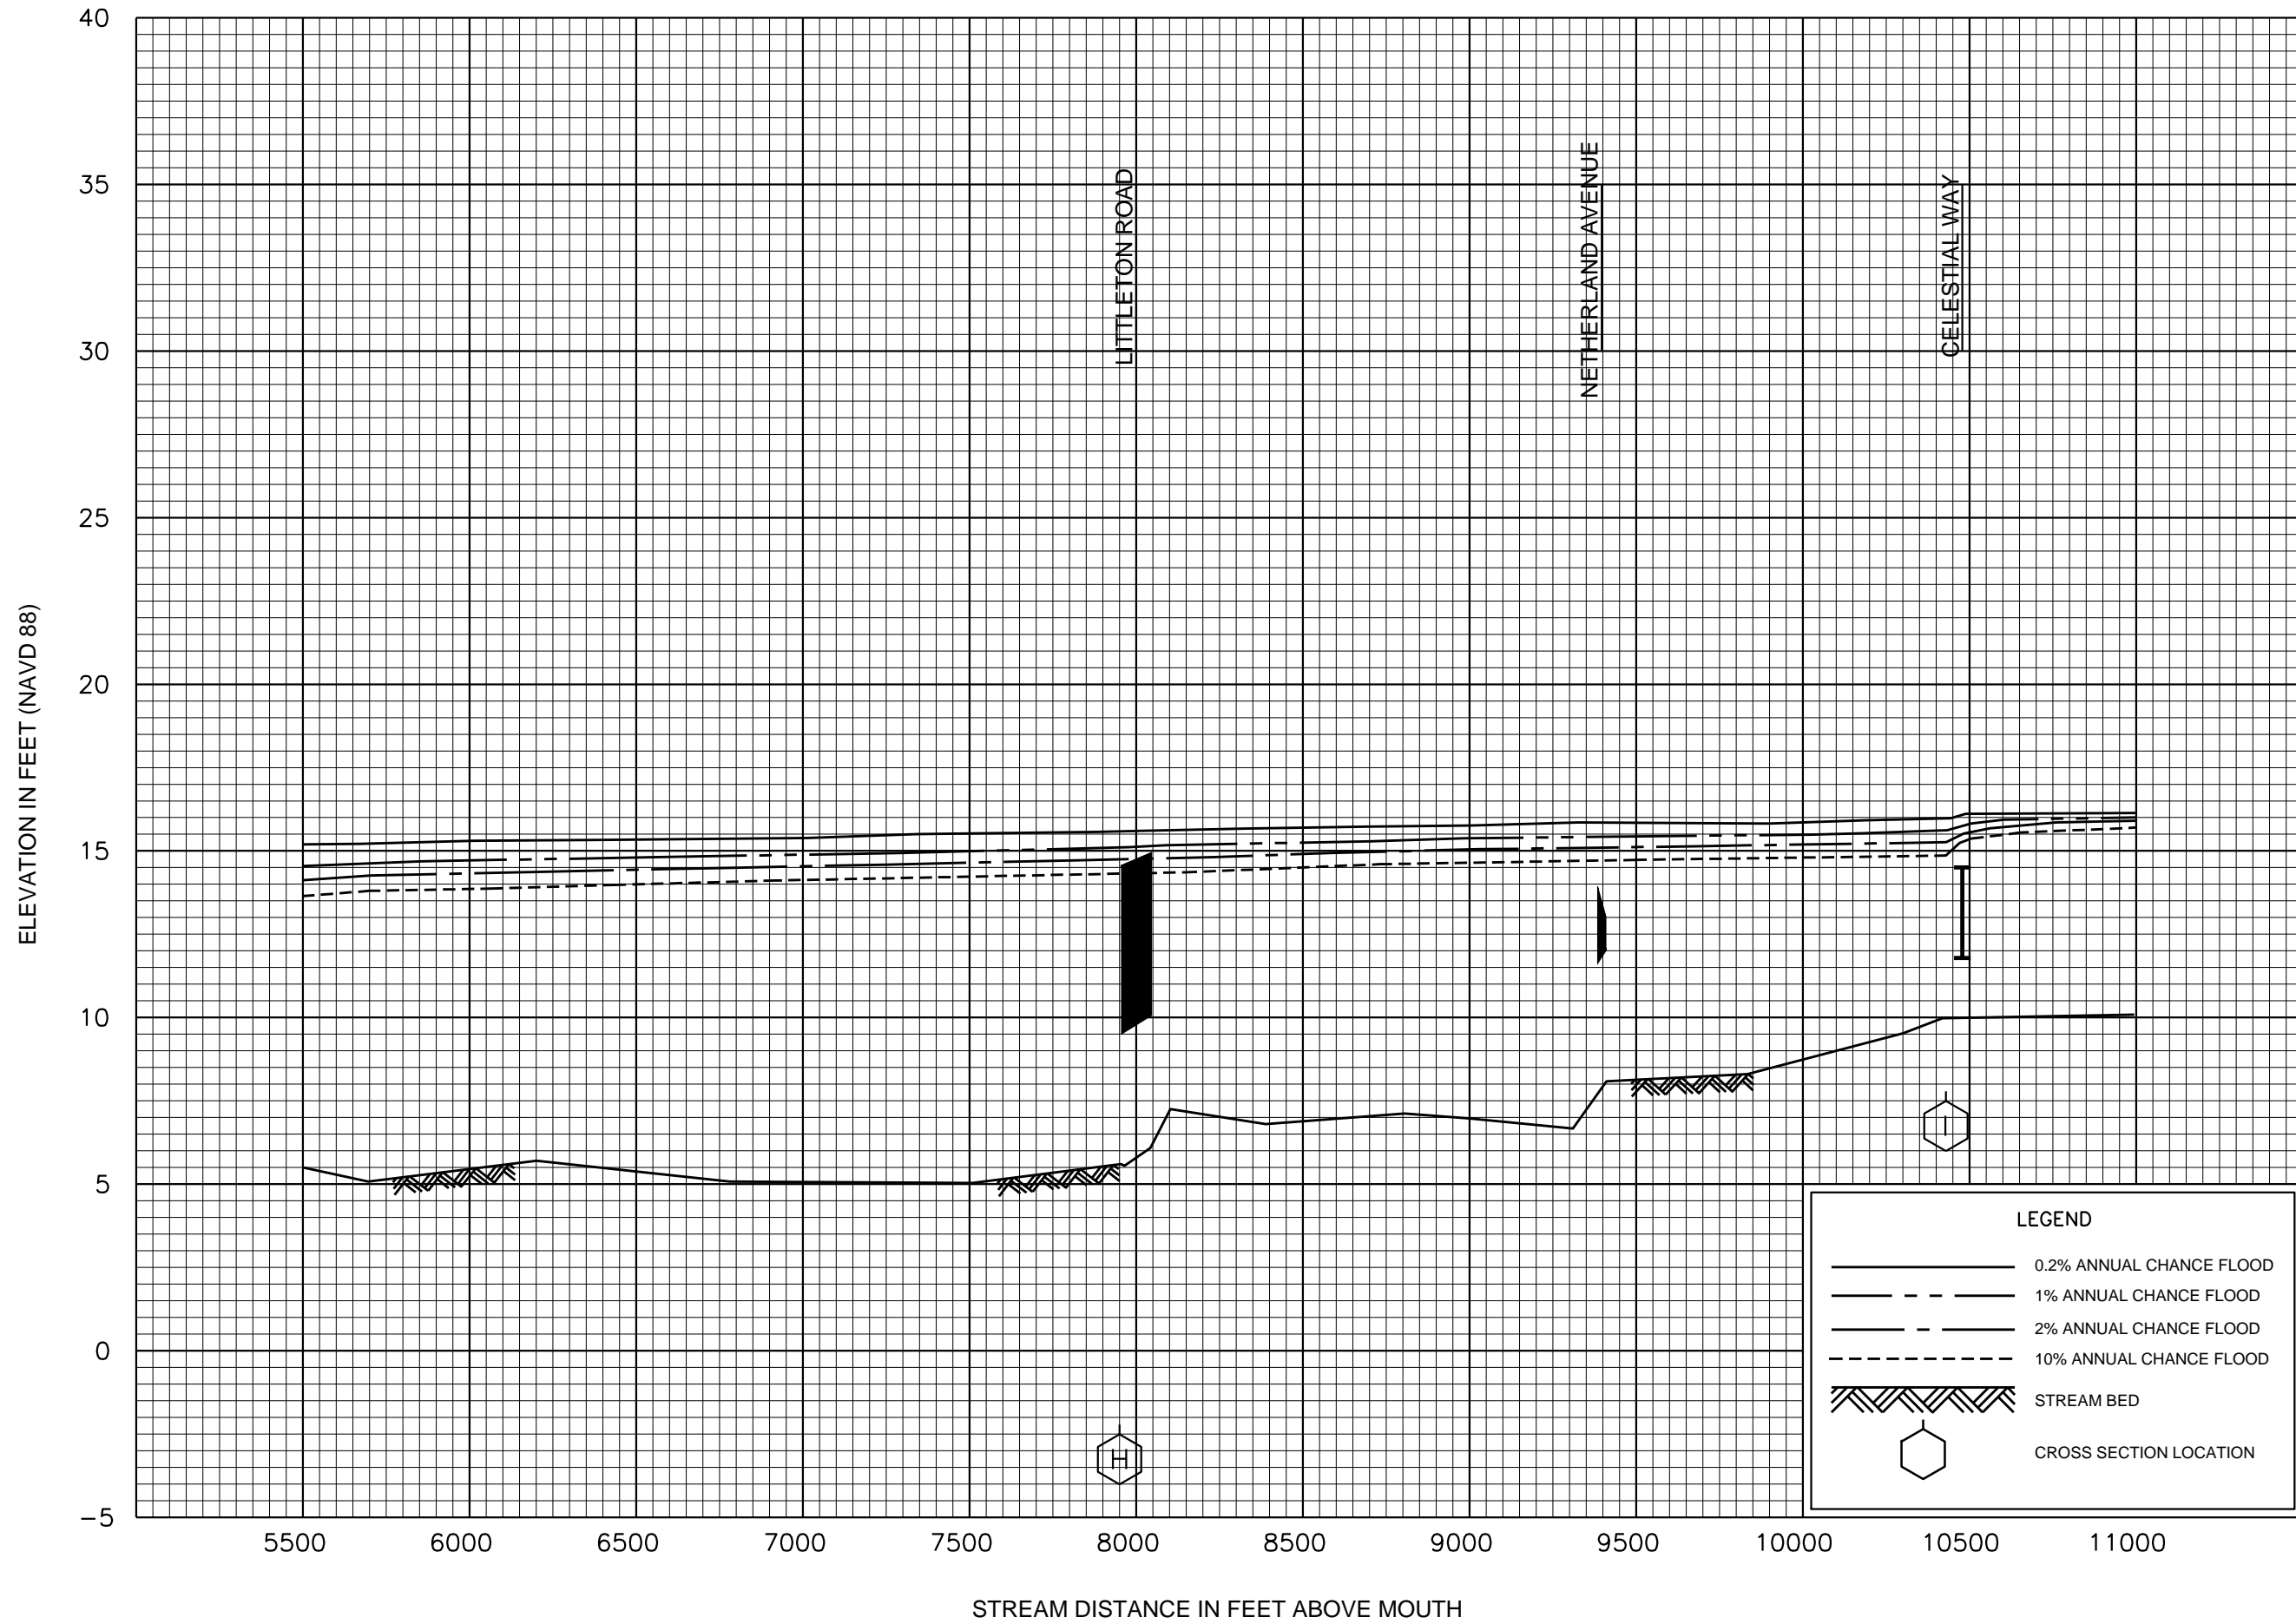 40
35
30
25
20
15
10
5
0
−5
ELEVATION IN FEET (NAVD 88)
LITTLETON ROAD
NETHERLAND AVENUE
CELESTIAL WAY
H
I
LEGEND
0.2% ANNUAL CHANCE FLOOD
1% ANNUAL CHANCE FLOOD
2% ANNUAL CHANCE FLOOD
10% ANNUAL CHANCE FLOOD
STREAM BED
CROSS SECTION LOCATION
5500 6000 6500 7000 7500 8000 8500 9000 9500 10000 10500 11000
STREAM DISTANCE IN FEET ABOVE MOUTH